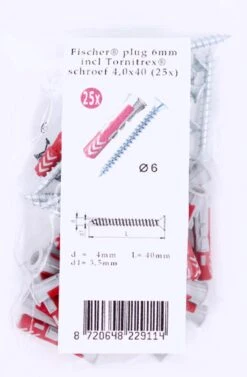 Fischer® plug 6mm
incl Tornitrex®
schroef 4,0x40 (25x)
25x
Ø 6
L
d = 4mm L= 40mm
d1= 3,5mm
8 720648 229114